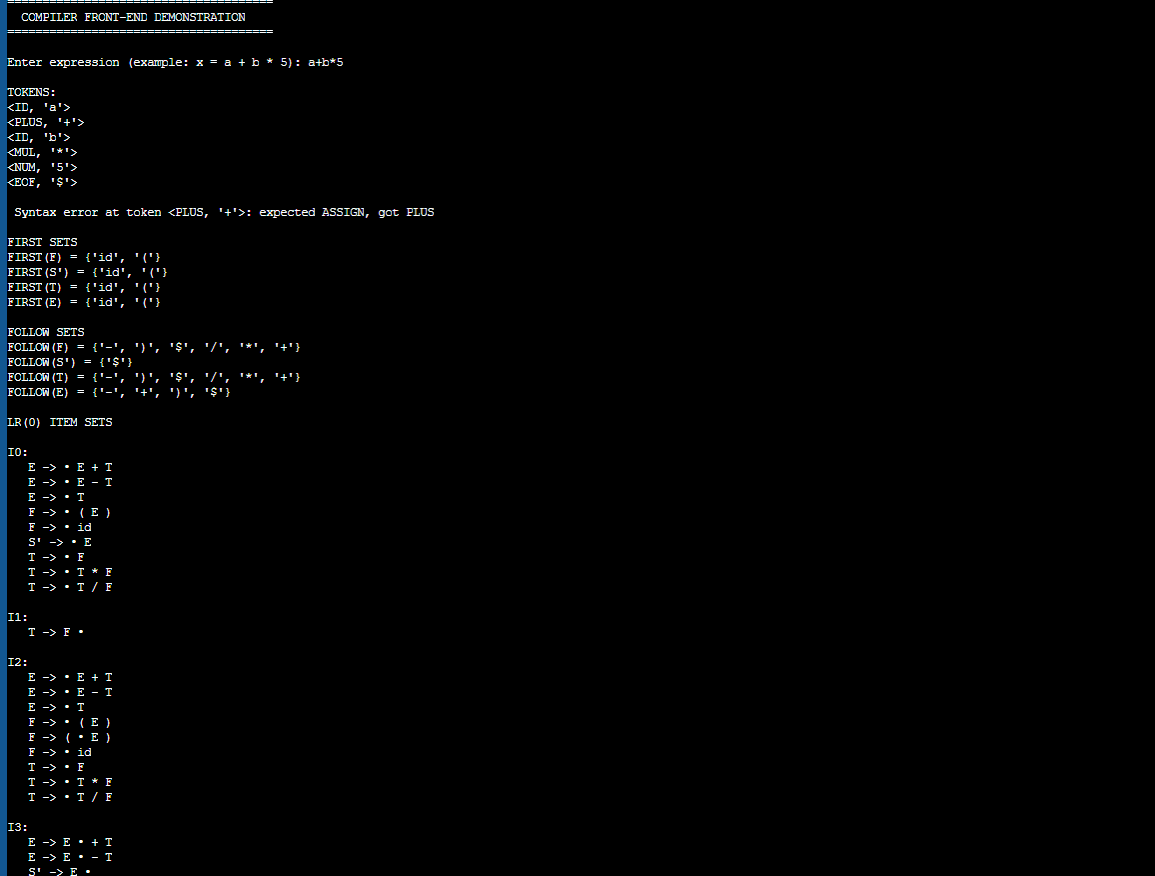 ======================================
COMPILER FRONT-END DEMONSTRATION
======================================
Enter expression (example: x = a + b * 5): a+b*5
TOKENS:
<ID, 'a'>
<PLUS, '+'>
<ID, 'b'>
<MUL, '*'>
<NUM, '5'>
<EOF, '$'>
Syntax error at token <PLUS, '+'>: expected ASSIGN, got PLUS
FIRST SETS
FIRST(F) = {'id', '('}
FIRST(S') = {'id', '('}
FIRST(T) = {'id', '('}
FIRST(E) = {'id', '('}
FOLLOW SETS
FOLLOW(F) = {'-', ')', '$', '/', '*', '+'}
FOLLOW(S') = {'$'}
FOLLOW(T) = {'-', ')', '$', '/', '*', '+'}
FOLLOW(E) = {'-', '+', ')', '$'}
LR(0) ITEM SETS
I0:
E -> • E + T
E -> • E - T
E -> • T
F -> • ( E )
F -> • id
S' -> • E
T -> • F
T -> • T * F
T -> • T / F
I1:
T -> F •
I2:
E -> • E + T
E -> • E - T
E -> • T
F -> • ( E )
F -> ( • E )
F -> • id
T -> • F
T -> • T * F
T -> • T / F
I3:
E -> E • + T
E -> E • - T
S' -> E •